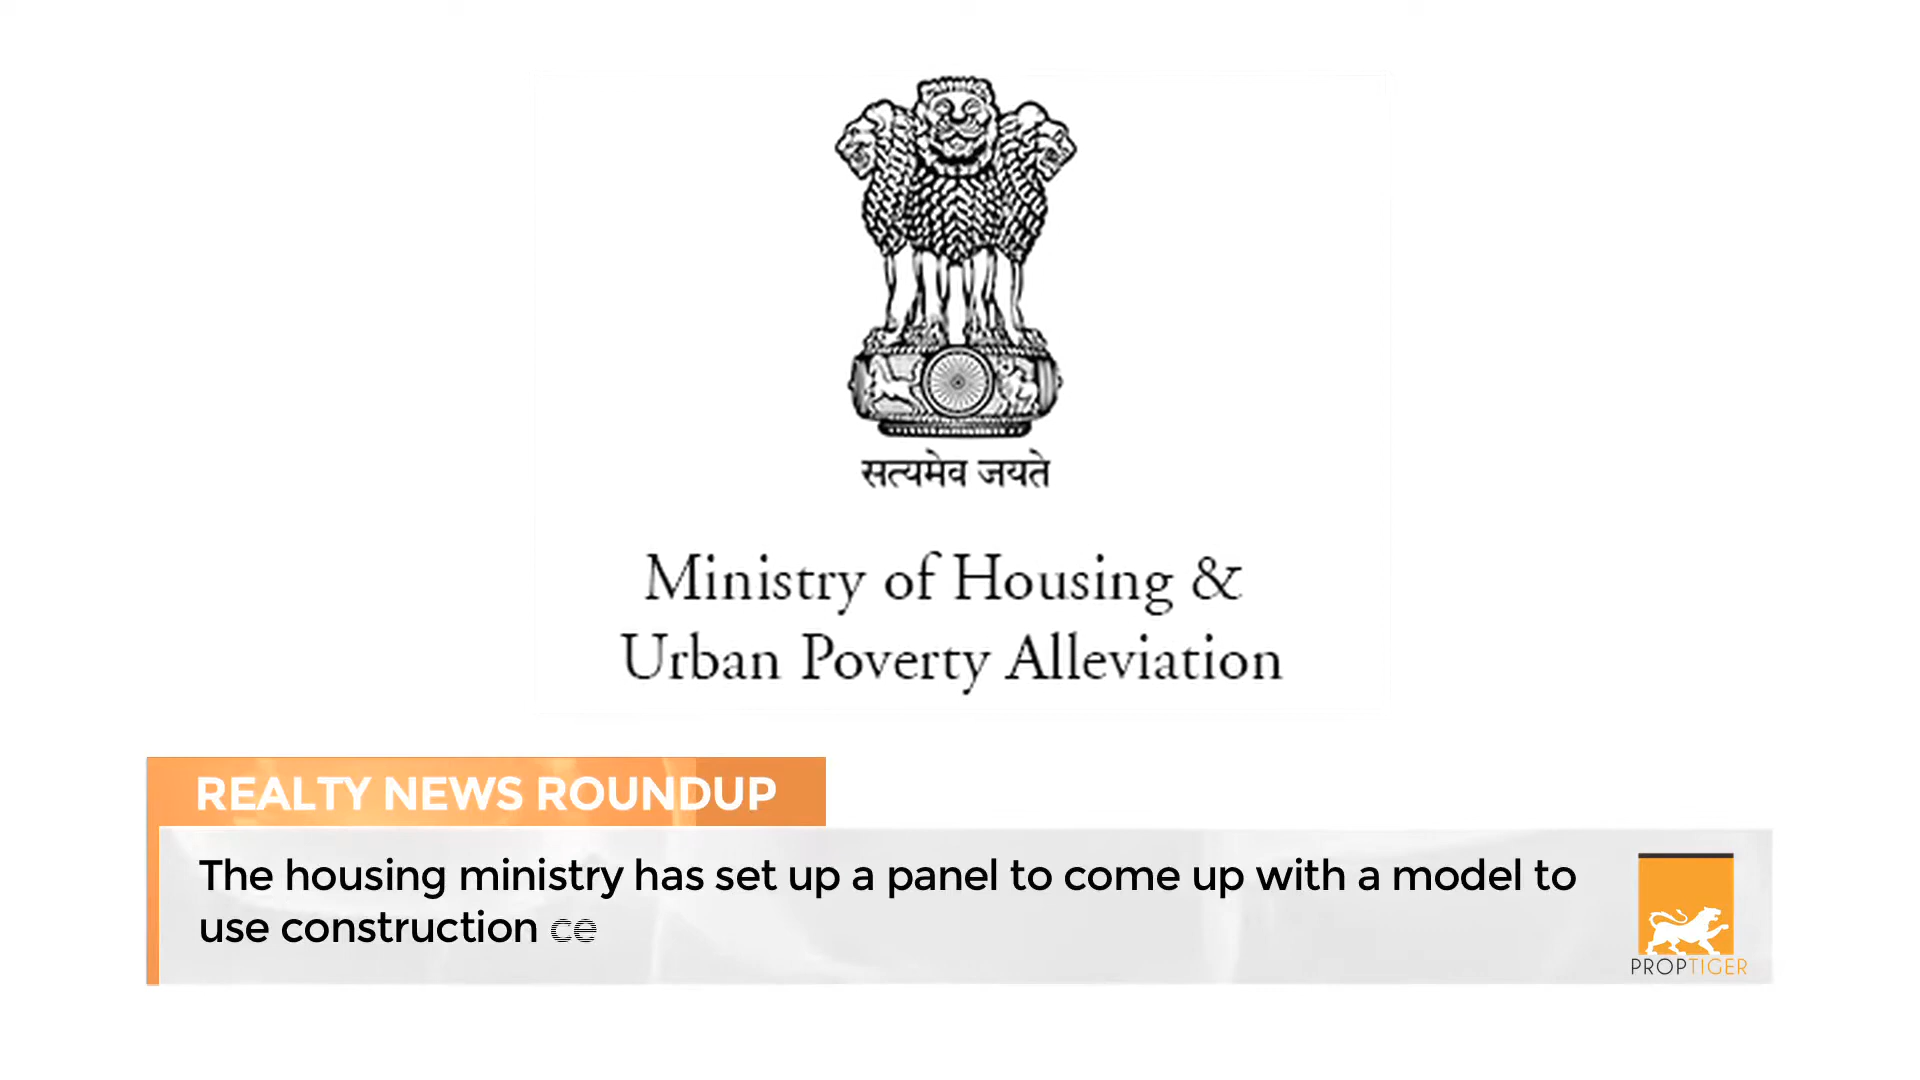 सत्यमेव जयते
Ministry of Housing &
Urban Poverty Alleviation
REALTY NEWS ROUNDUP
The housing ministry has set up a panel to come up with a model to
use construction ce
PROPTIGER